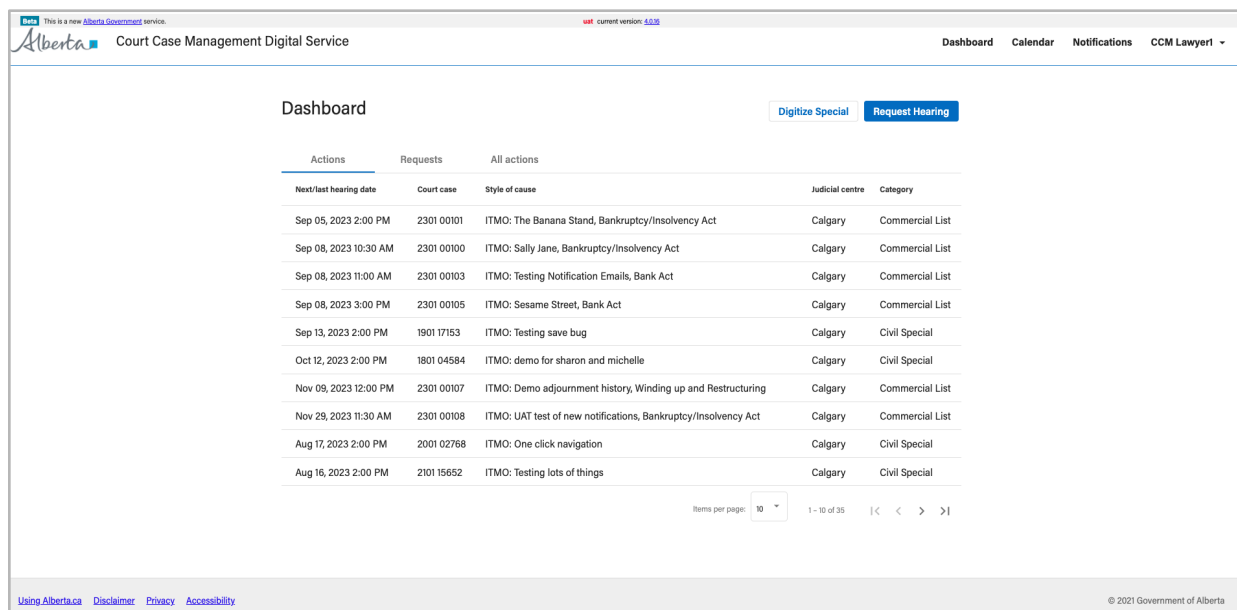 Beta This is a new Alberta Government service. uat current version: 4.0.16
Alberta Court Case Management Digital Service Dashboard Calendar Notifications CCM Lawyer1
Dashboard Digitize Special Request Hearing
Actions Requests All actions
Next/last hearing date Court case Style of cause Judicial centre Category
Sep 05, 2023 2:00 PM 2301 00101 ITMO: The Banana Stand, Bankruptcy/Insolvency Act Calgary Commercial List
Sep 08, 2023 10:30 AM 2301 00100 ITMO: Sally Jane, Bankruptcy/Insolvency Act Calgary Commercial List
Sep 08, 2023 11:00 AM 2301 00103 ITMO: Testing Notification Emails, Bank Act Calgary Commercial List
Sep 08, 2023 3:00 PM 2301 00105 ITMO: Sesame Street, Bank Act Calgary Commercial List
Sep 13, 2023 2:00 PM 1901 17153 ITMO: Testing save bug Calgary Civil Special
Oct 12, 2023 2:00 PM 1801 04584 ITMO: demo for sharon and michelle Calgary Civil Special
Nov 09, 2023 12:00 PM 2301 00107 ITMO: Demo adjournment history, Winding up and Restructuring Calgary Commercial List
Nov 29, 2023 11:30 AM 2301 00108 ITMO: UAT test of new notifications, Bankruptcy/Insolvency Act Calgary Commercial List
Aug 17, 2023 2:00 PM 2001 02768 ITMO: One click navigation Calgary Civil Special
Aug 16, 2023 2:00 PM 2101 15652 ITMO: Testing lots of things Calgary Civil Special
Items per page: 10 1 - 10 of 35
Using Alberta.ca Disclaimer Privacy Accessibility © 2021 Government of Alberta